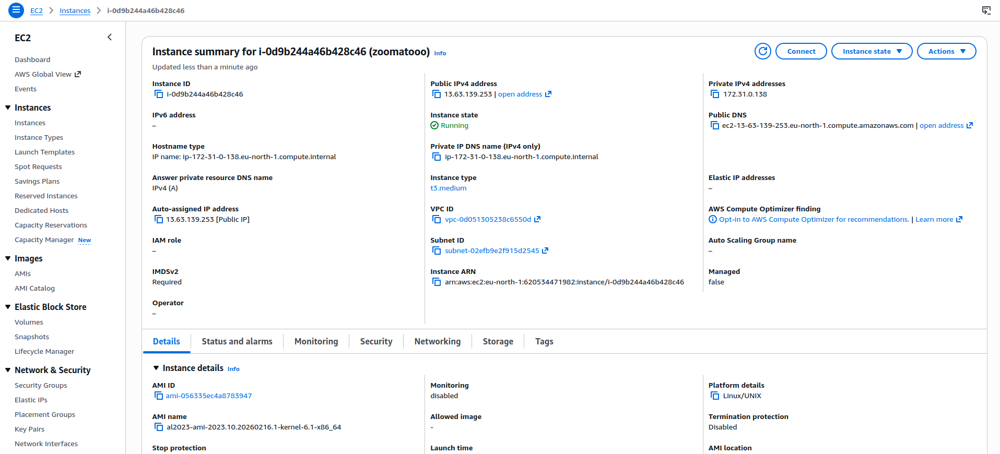 EC2 > Instances > i-0d9b244a46b428c46
EC2
Dashboard
AWS Global View
Events
Instances
Instances
Instance Types
Launch Templates
Spot Requests
Savings Plans
Reserved Instances
Dedicated Hosts
Capacity Reservations
Capacity Manager New
Images
AMIs
AMI Catalog
Elastic Block Store
Volumes
Snapshots
Lifecycle Manager
Network & Security
Security Groups
Elastic IPs
Placement Groups
Key Pairs
Network Interfaces
Instance summary for i-0d9b244a46b428c46 (zoomatooo) Info
Updated less than a minute ago
Connect
Instance state
Actions
Instance ID
i-0d9b244a46b428c46
Public IPv4 address
13.63.139.253 | open address
Private IPv4 addresses
172.31.0.138
IPv6 address
–
Instance state
Running
Public DNS
ec2-13-63-139-253.eu-north-1.compute.amazonaws.com | open address
Hostname type
IP name: ip-172-31-0-138.eu-north-1.compute.internal
Private IP DNS name (IPv4 only)
ip-172-31-0-138.eu-north-1.compute.internal
Answer private resource DNS name
IPv4 (A)
Instance type
t3.medium
Elastic IP addresses
–
Auto-assigned IP address
13.63.139.253 [Public IP]
VPC ID
vpc-0d051305238c6550d
AWS Compute Optimizer finding
Opt-in to AWS Compute Optimizer for recommendations. | Learn more
IAM role
–
Subnet ID
subnet-02efb9e2f915d2545
Auto Scaling Group name
–
IMDSv2
Required
Instance ARN
arn:aws:ec2:eu-north-1:620534471982:instance/i-0d9b244a46b428c46
Managed
false
Operator
–
Details
Status and alarms
Monitoring
Security
Networking
Storage
Tags
Instance details Info
AMI ID
ami-056335ec4a8783947
Monitoring
disabled
Platform details
Linux/UNIX
AMI name
al2023-ami-2023.10.20260216.1-kernel-6.1-x86_64
Allowed image
-
Termination protection
Disabled
Stop protection
Launch time
AMI location